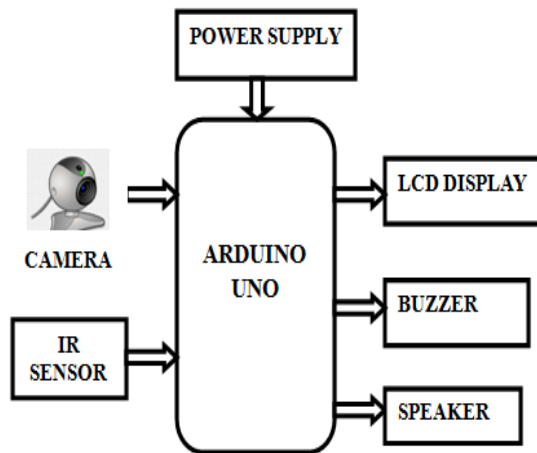 POWER SUPPLY
CAMERA
IR
SENSOR
ARDUINO
UNO
LCD DISPLAY
BUZZER
SPEAKER